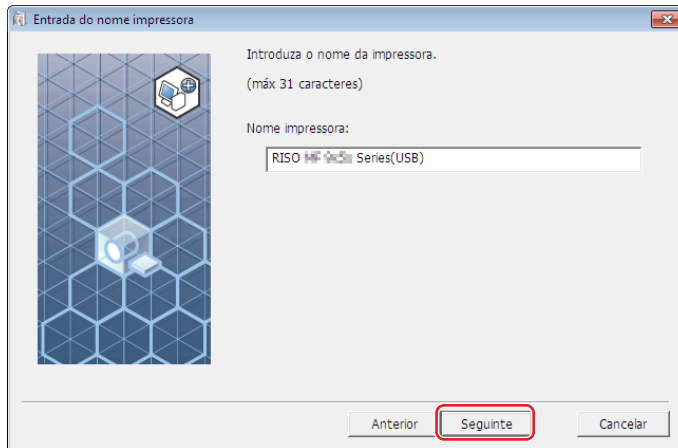 Entrada do nome impressora
Introduza o nome da impressora.
(máx 31 caracteres)
Nome impressora:
RISO Series(USB)
Anterior
Seguinte
Cancelar